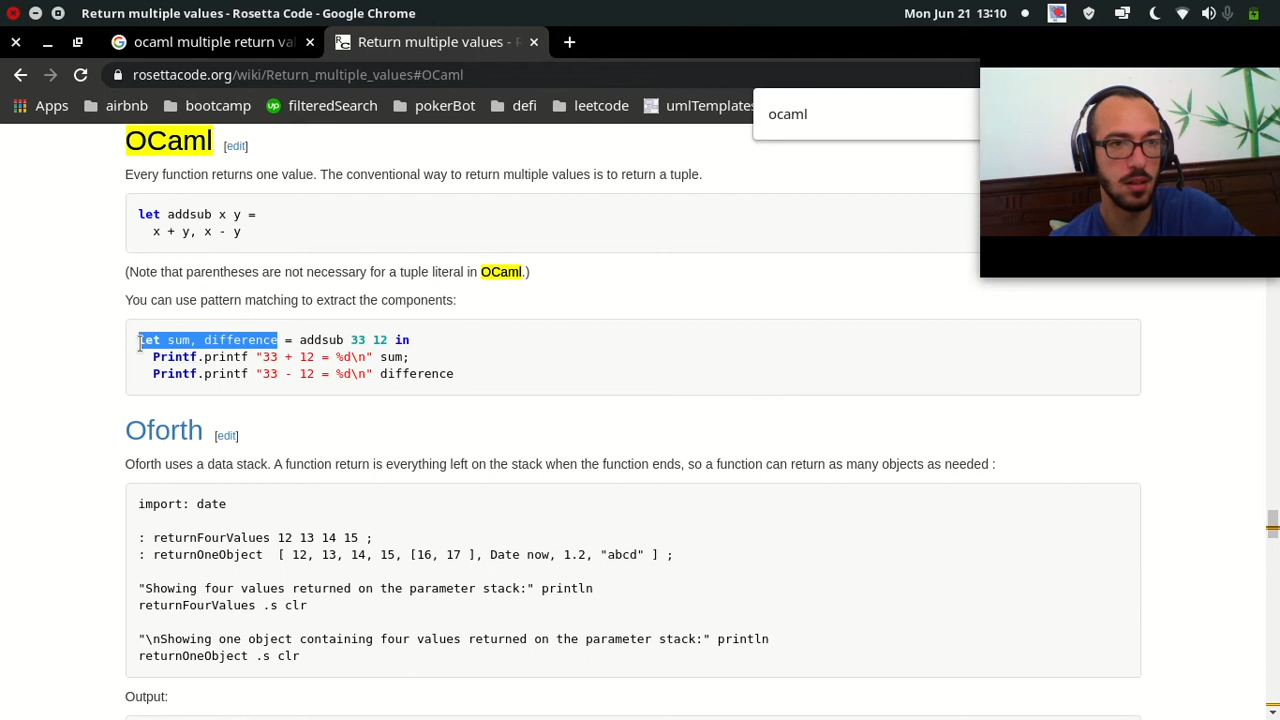 Return multiple values - Rosetta Code - Google Chrome
Mon Jun 21 13:10
ocaml multiple return va
Return multiple values - R
rosettacode.org/wiki/Return_multiple_values#OCaml
Apps
airbnb
bootcamp
up
filteredSearch
pokerBot
defi
leetcode
umlTemplates
ocaml
OCaml [edit]
Every function returns one value. The conventional way to return multiple values is to return a tuple.
let addsub x y =
x + y, x - y
(Note that parentheses are not necessary for a tuple literal in OCaml.)
You can use pattern matching to extract the components:
let sum, difference = addsub 33 12 in
Printf.printf "33 + 12 = %d\n" sum;
Printf.printf "33 - 12 = %d\n" difference
Oforth [edit]
Oforth uses a data stack. A function return is everything left on the stack when the function ends, so a function can return as many objects as needed :
import: date
: returnFourValues 12 13 14 15 ;
: returnOneObject [ 12, 13, 14, 15, [16, 17 ], Date now, 1.2, "abcd" ] ;
"Showing four values returned on the parameter stack:" println
returnFourValues .s clr
"\nShowing one object containing four values returned on the parameter stack:" println
returnOneObject .s clr
Output: